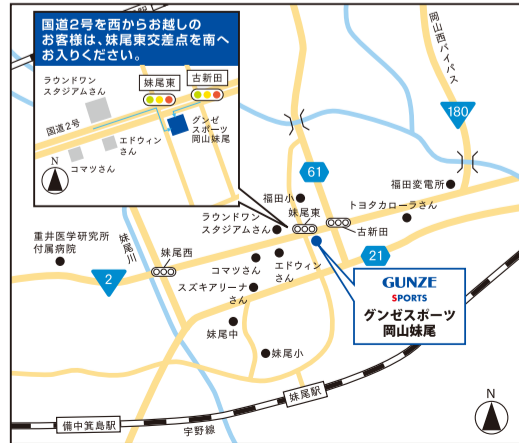 国道2号を西からお越しの
お客様は、妹尾東交差点を南へ
お入りください。
ラウンドワン
スタジアムさん
妹尾東
古新田
国道2号
グンゼ
スポーツ
岡山妹尾
エドウィン
さん
コマツさん
N
岡山西バイパス
180
61
福田変電所
福田小
トヨタカローラさん
妹尾東
ラウンドワン
スタジアムさん
古新田
重井医学研究所
付属病院
妹尾川
妹尾西
21
コマツさん
エドウィン
さん
2
スズキアリーナ
さん
GUNZE
SPORTS
グンゼスポーツ
岡山妹尾
妹尾中
妹尾小
妹尾駅
備中箕島駅
宇野線
N